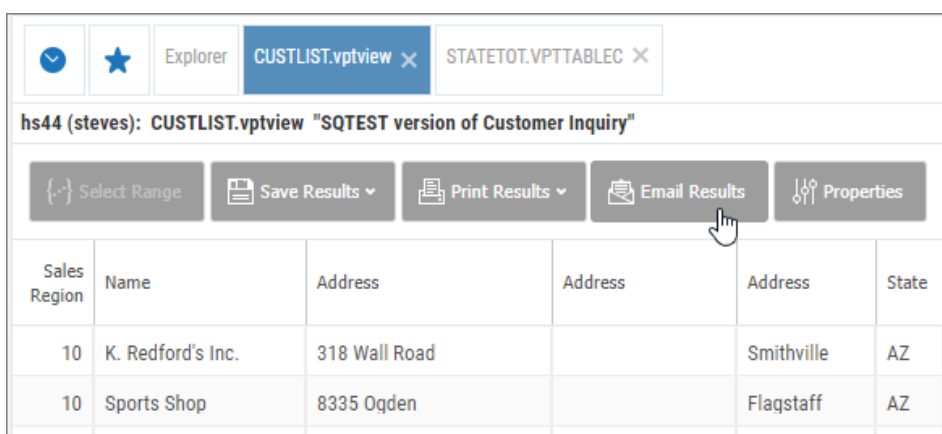 Explorer CUSTLIST.vptview STATETOT.VPTTABLEC
hs44 (steves): CUSTLIST.vptview "SQTEST version of Customer Inquiry"
Select Range Save Results Print Results Email Results Properties
Sales Region Name Address Address Address State
10 K. Redford's Inc. 318 Wall Road Smithville AZ
10 Sports Shop 8335 Ogden Flagstaff AZ